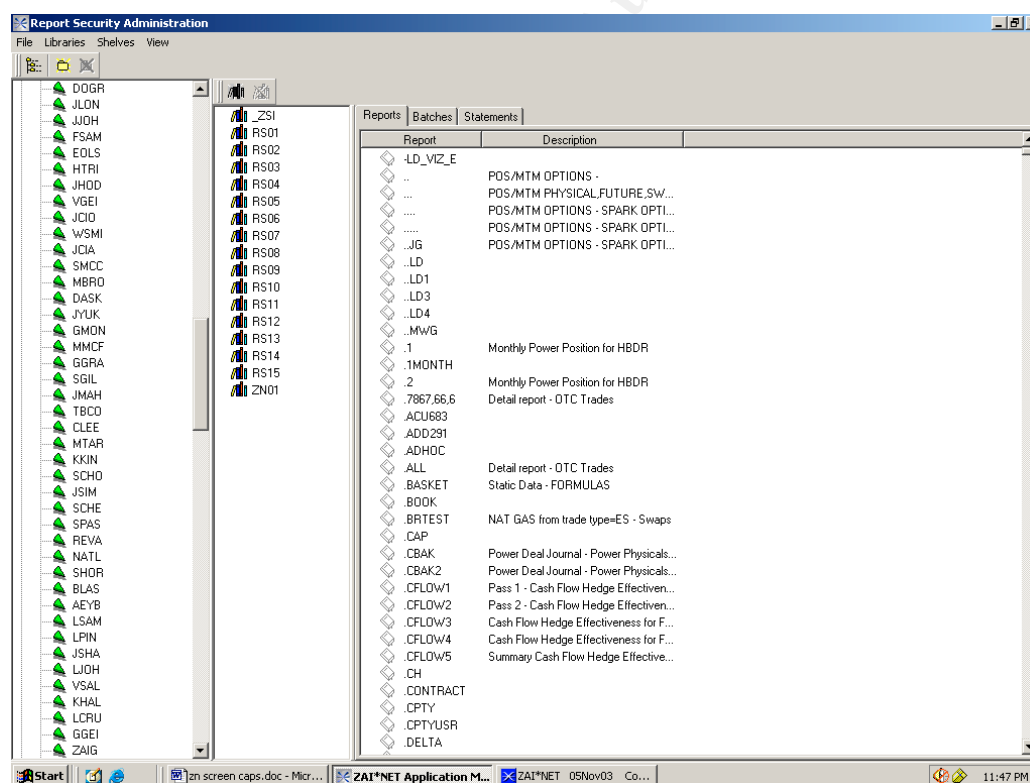 Report Security Administration
File Libraries Shelves View
DOGR
JLON
JJOH
FSAM
EOLS
HTRI
JHOD
VGEI
JCIO
WSMI
JCIA
SMCC
MBRO
DASK
JYUK
GMON
MMCF
GGRA
SGIL
JMAH
TBCO
CLEE
MTAR
KKIN
SCHO
JSIM
SCHE
SPAS
REVA
NATL
SHOR
BLAS
AEYB
LSAM
LPIN
JSHA
LJOH
VSAL
KHAL
LCRU
GGEI
ZAIG
_ZSI
RS01
RS02
RS03
RS04
RS05
RS06
RS07
RS08
RS09
RS10
RS11
RS12
RS13
RS14
RS15
ZN01
Reports Batches Statements
Report Description
-LD_VIZ_E
.. POS/MTM OPTIONS -
... POS/MTM PHYSICAL,FUTURE,SW...
.... POS/MTM OPTIONS - SPARK OPTI...
..... POS/MTM OPTIONS - SPARK OPTI...
..JG POS/MTM OPTIONS - SPARK OPTI...
..LD
..LD1
..LD3
..LD4
..MWG
.1 Monthly Power Position for HBDR
.1MONTH
.2 Monthly Power Position for HBDR
.7867,66,6 Detail report - OTC Trades
.ACU683
.ADD291
.ADHOC
.ALL Detail report - OTC Trades
.BASKET Static Data - FORMULAS
.BOOK
.BRTEST NAT GAS from trade type=ES - Swaps
.CAP
.CBAK Power Deal Journal - Power Physicals...
.CBAK2 Power Deal Journal - Power Physicals...
.CFLOW1 Pass 1 - Cash Flow Hedge Effectiven...
.CFLOW2 Pass 2 - Cash Flow Hedge Effectiven...
.CFLOW3 Cash Flow Hedge Effectiveness for F...
.CFLOW4 Cash Flow Hedge Effectiveness for F...
.CFLOW5 Summary Cash Flow Hedge Effective...
.CH
.CONTRACT
.CPTY
.CPTYUSR
.DELTA
Start zn screen caps.doc - Micr... ZAI*NET Application M... ZAI*NET 05Nov03 Co... 11:47 PM